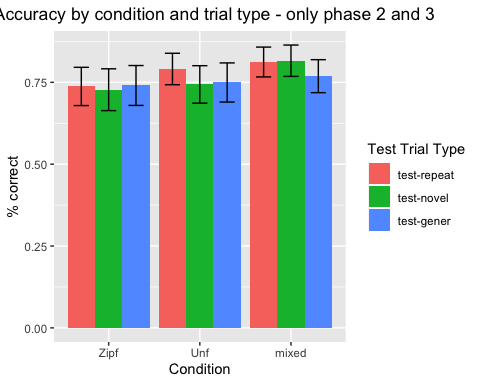 Accuracy by condition and trial type - only phase 2 and 3
0.75
0.50
0.25
0.00
% correct
Zipf
Unf
mixed
Condition
Test Trial Type
test-repeat
test-novel
test-gener